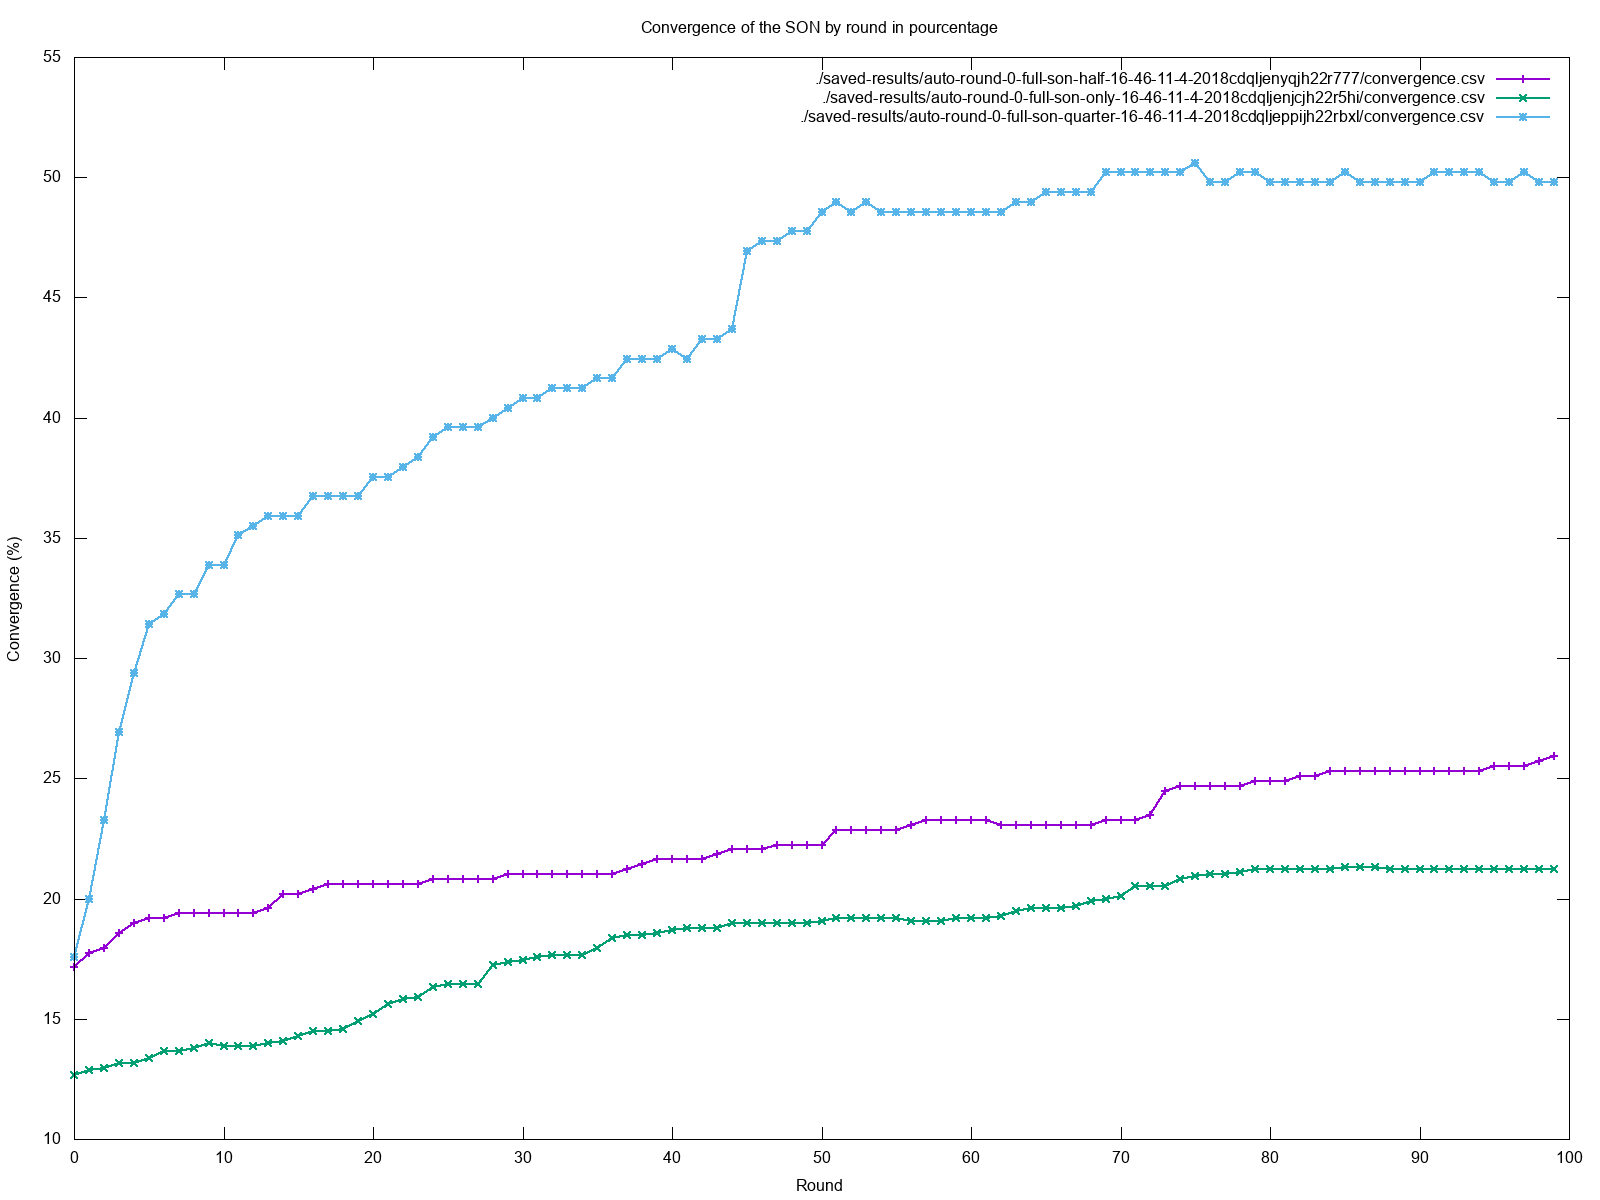 Convergence of the SON by round in pourcentage
./saved-results/auto-round-0-full-son-half-16-46-11-4-2018cdqljenyqjh22r777/convergence.csv
./saved-results/auto-round-0-full-son-only-16-46-11-4-2018cdqljenjcjh22r5hi/convergence.csv
./saved-results/auto-round-0-full-son-quarter-16-46-11-4-2018cdqljeppijh22rbxl/convergence.csv
55
50
45
40
35
30
25
20
15
10
Convergence (%)
0 10 20 30 40 50 60 70 80 90 100
Round